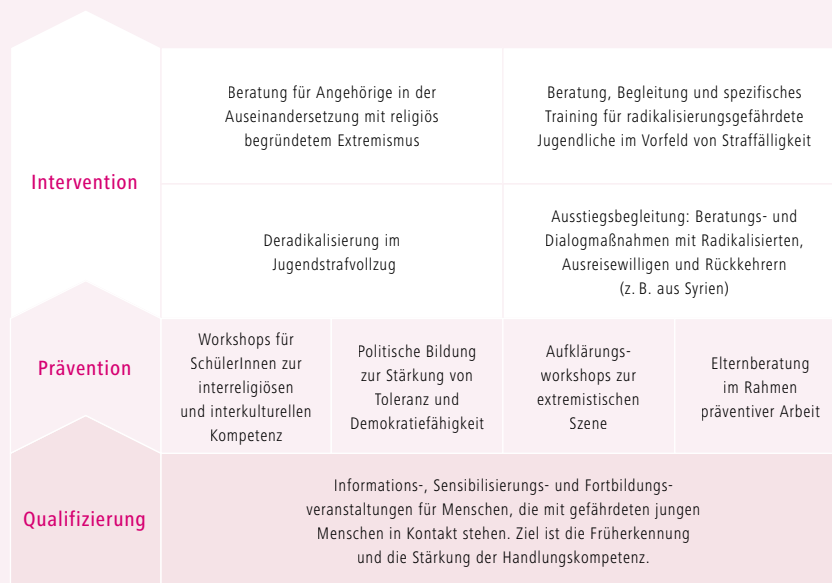 Intervention
Beratung für Angehörige in der
Auseinandersetzung mit religiös
begründetem Extremismus
Beratung, Begleitung und spezifisches
Training für radikalisierungsgefährdete
Jugendliche im Vorfeld von Straffälligkeit
Deradikalisierung im
Jugendstrafvollzug
Ausstiegsbegleitung: Beratungs- und
Dialogmaßnahmen mit Radikalisierten,
Ausreisewilligen und Rückkehrern
(z. B. aus Syrien)
Prävention
Workshops für
SchülerInnen zur
interreligiösen
und interkulturellen
Kompetenz
Politische Bildung
zur Stärkung von
Toleranz und
Demokratiefähigkeit
Aufklärungs-
workshops zur
extremistischen
Szene
Elternberatung
im Rahmen
präventiver Arbeit
Qualifizierung
Informations-, Sensibilisierungs- und Fortbildungs-
veranstaltungen für Menschen, die mit gefährdeten jungen
Menschen in Kontakt stehen. Ziel ist die Früherkennung
und die Stärkung der Handlungskompetenz.